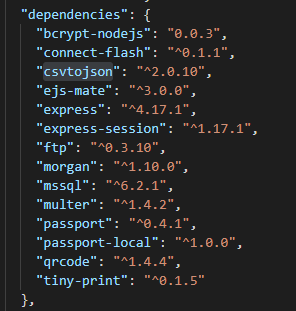 "dependencies": {
"bcrypt-nodejs": "0.0.3",
"connect-flash": "^0.1.1",
"csvtojson": "^2.0.10",
"ejs-mate": "^3.0.0",
"express": "^4.17.1",
"express-session": "^1.17.1",
"ftp": "^0.3.10",
"morgan": "^1.10.0",
"mssql": "^6.2.1",
"multer": "^1.4.2",
"passport": "^0.4.1",
"passport-local": "^1.0.0",
"qrcode": "^1.4.4",
"tiny-print": "^0.1.5"
},